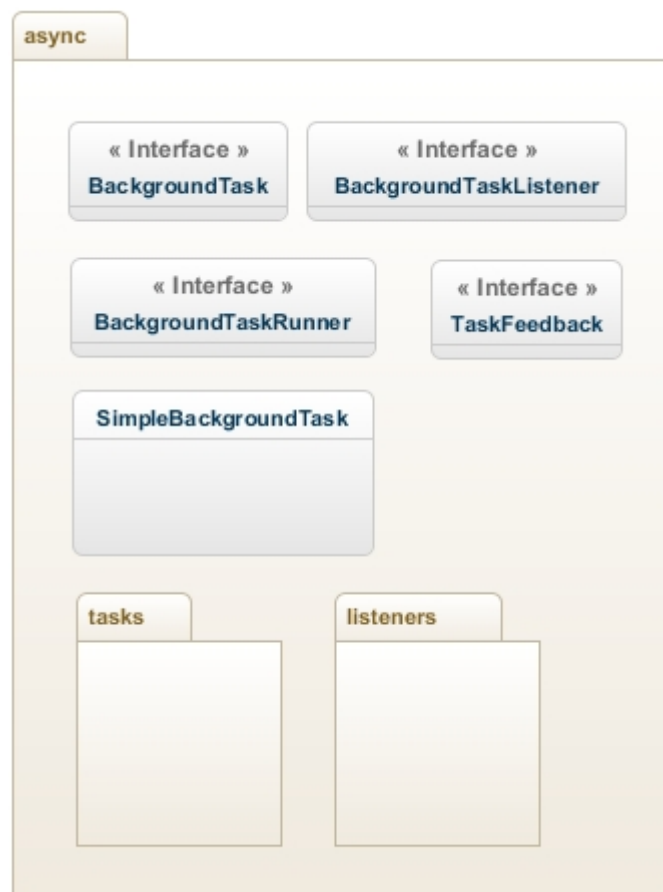 async
« Interface »
BackgroundTask
« Interface »
BackgroundTaskListener
« Interface »
BackgroundTaskRunner
« Interface »
TaskFeedback
SimpleBackgroundTask
tasks
listeners